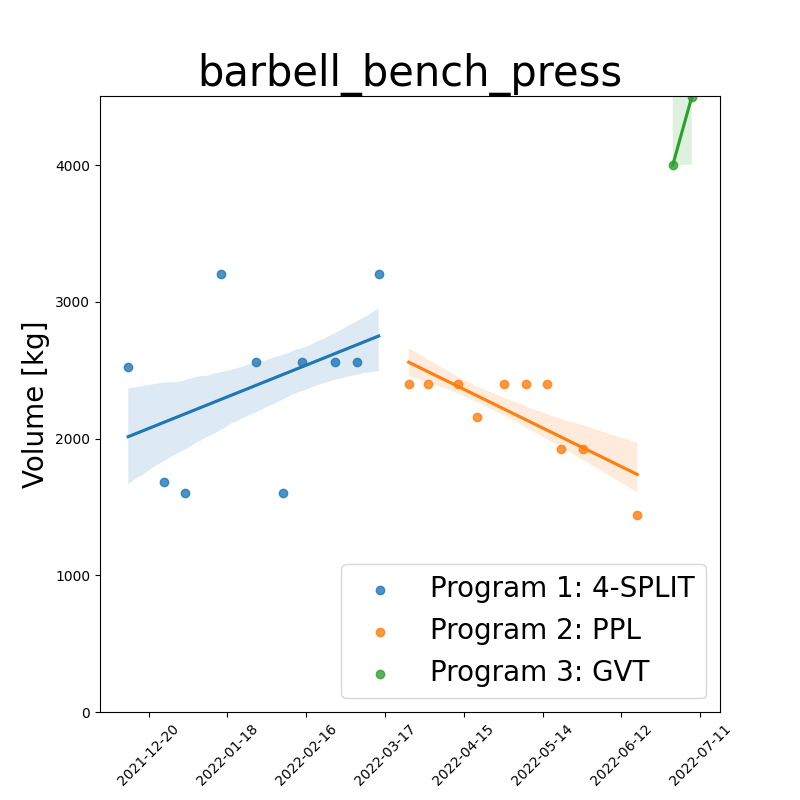 barbell_bench_press
Volume [kg]
4000
3000
2000
1000
0
Program 1: 4-SPLIT
Program 2: PPL
Program 3: GVT
2021-12-20
2022-01-18
2022-02-16
2022-03-17
2022-04-15
2022-05-14
2022-06-12
2022-07-11